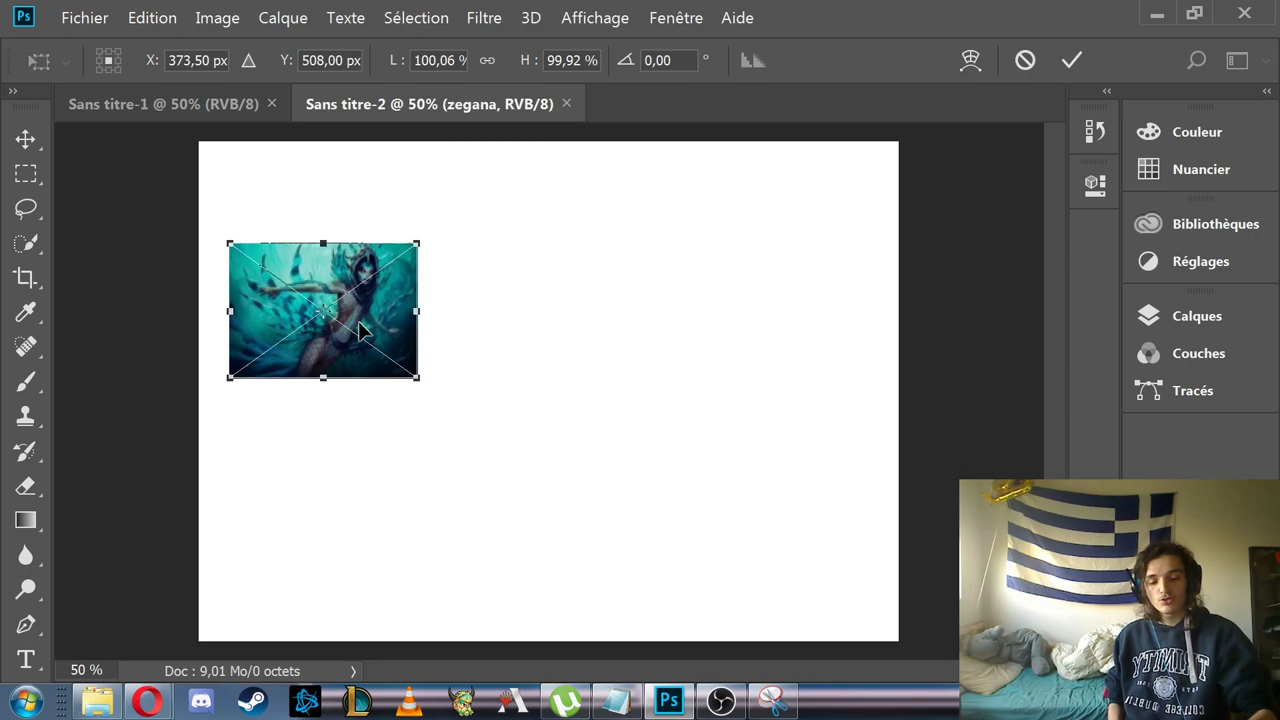 Ps Fichier Edition Image Calque Texte Sélection Filtre 3D Affichage Fenêtre Aide
X: 373,50 px Y: 508,00 px L : 100,06 % H : 99,92 % 0,00 °
Sans titre-1 @ 50% (RVB/8) × Sans titre-2 @ 50% (zegana, RVB/8) ×
Couleur
Nuancier
Bibliothèques
Réglages
Calques
Couches
Tracés
T
50 % Doc : 9,01 Mo/0 octets
Ps